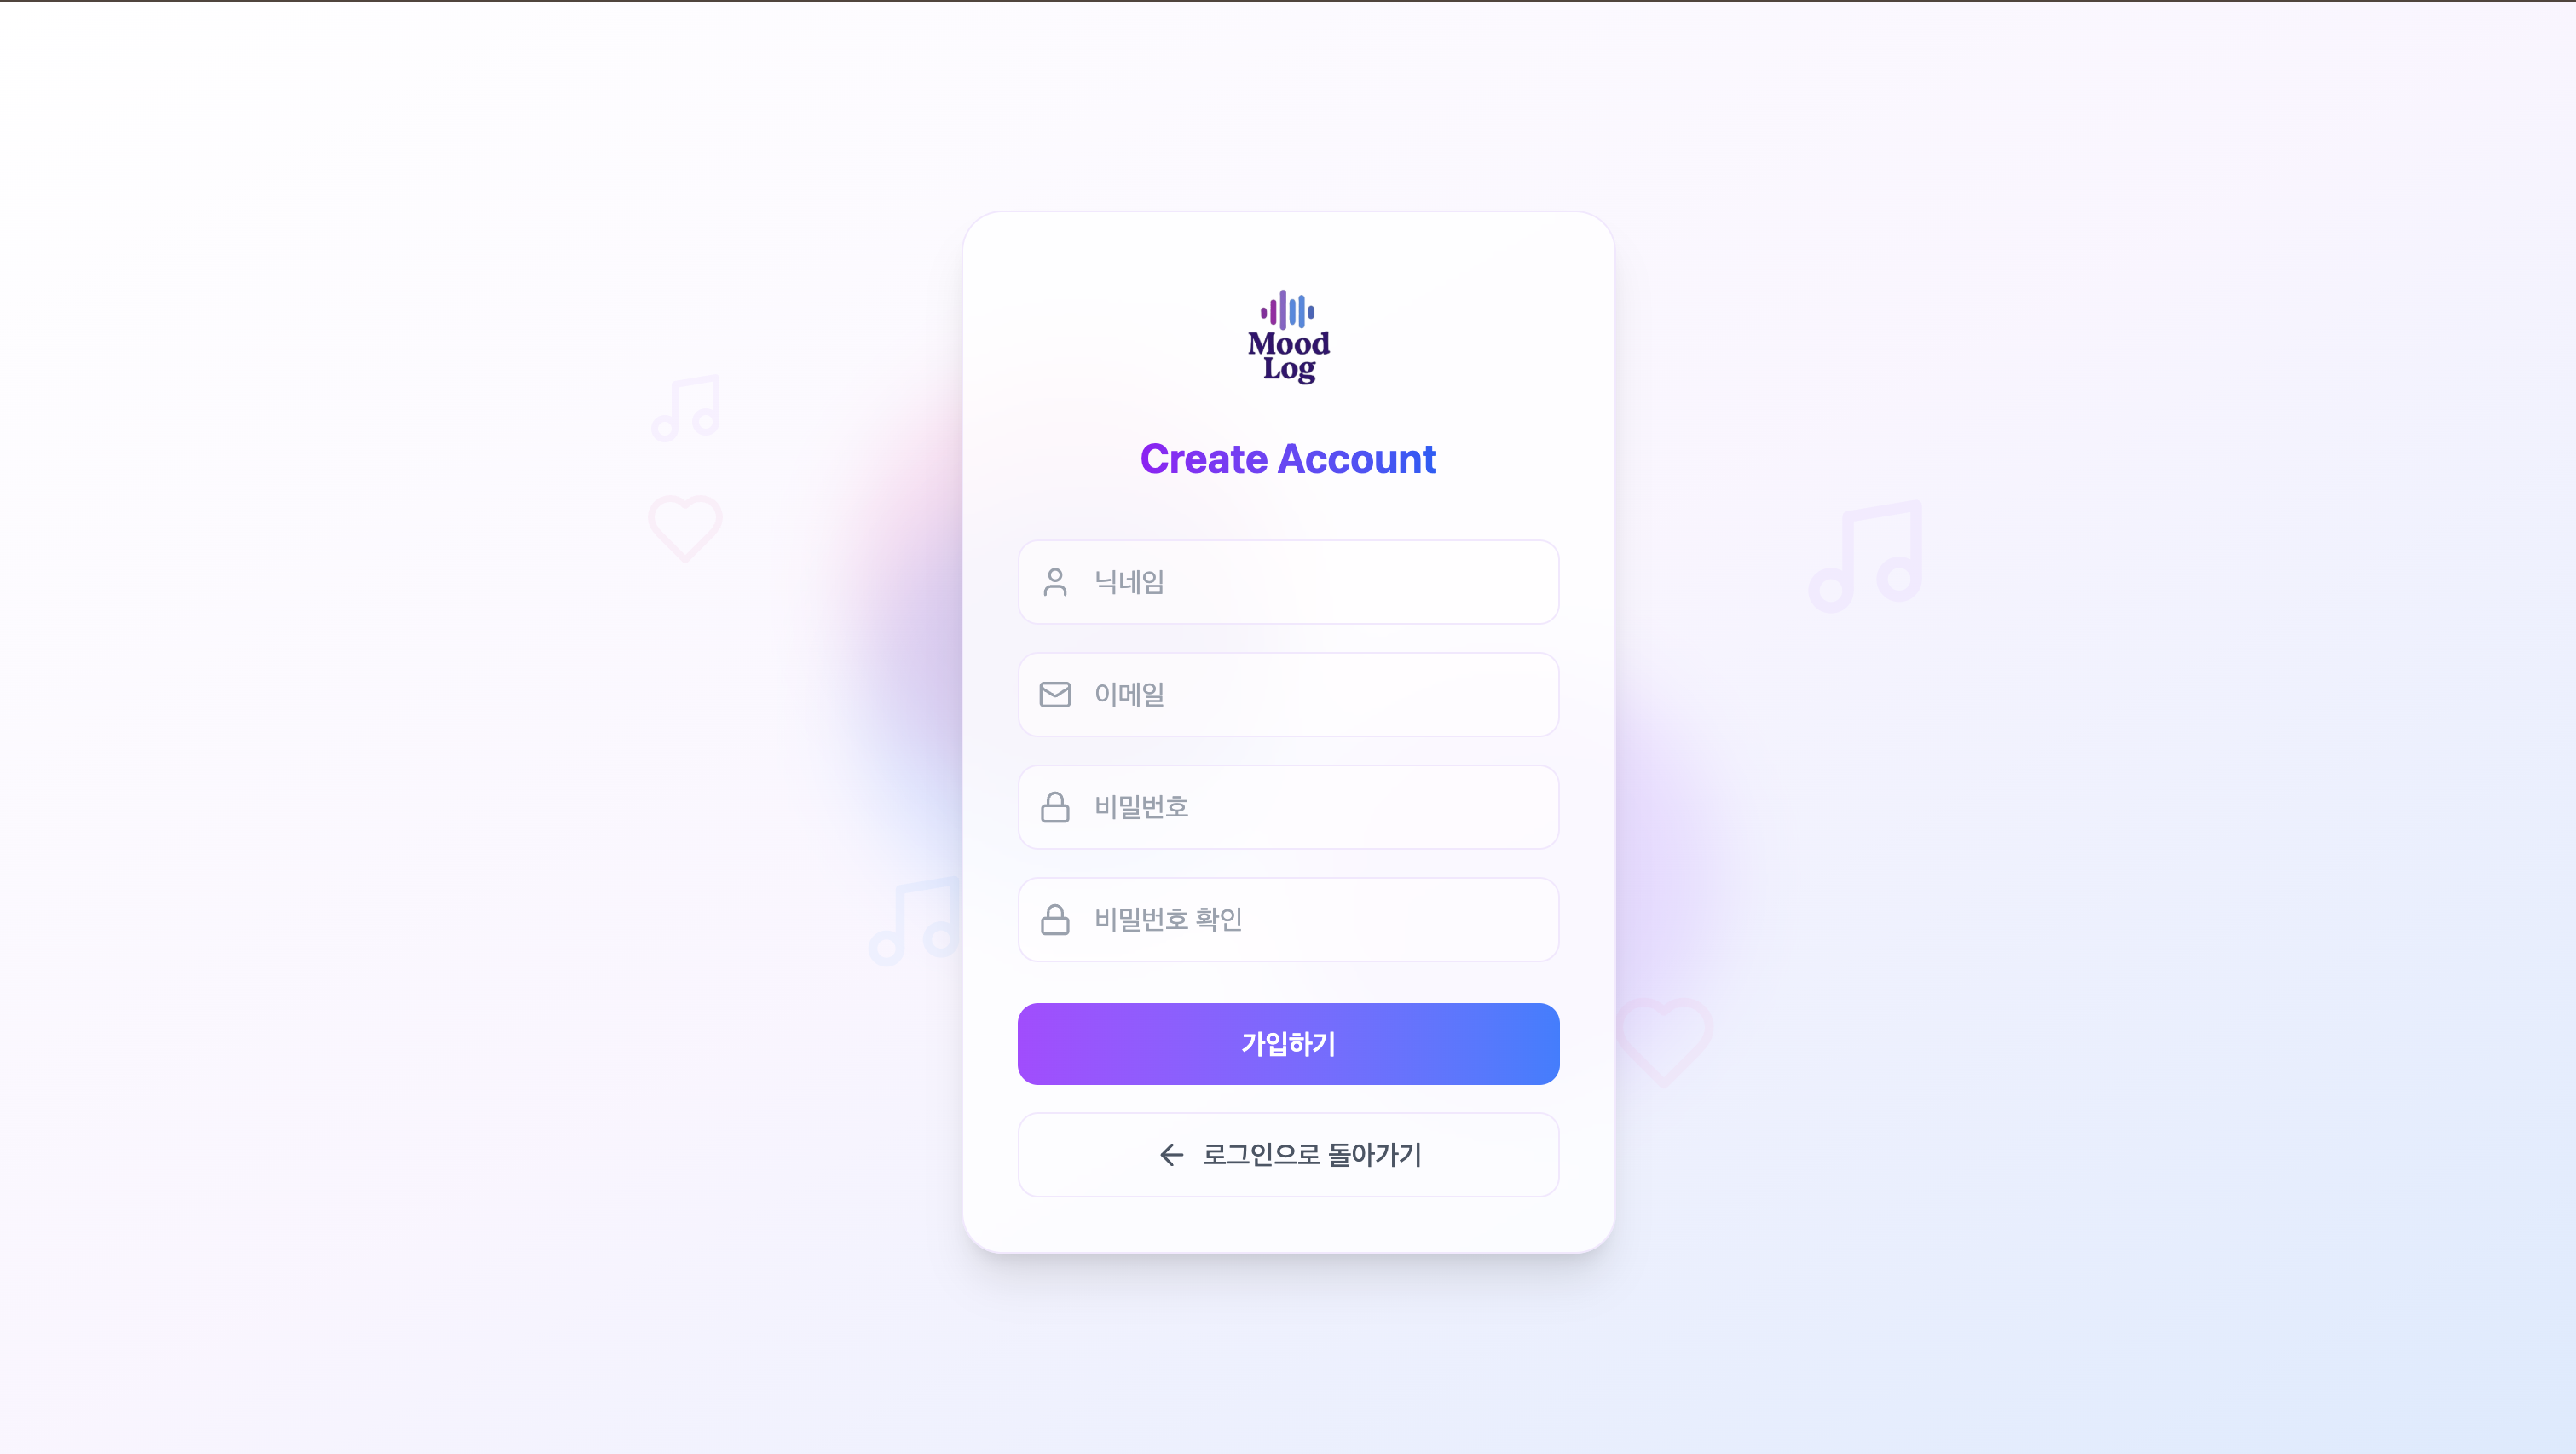 Mood
Log
Create Account
닉네임
이메일
비밀번호
비밀번호 확인
가입하기
로그인으로 돌아가기